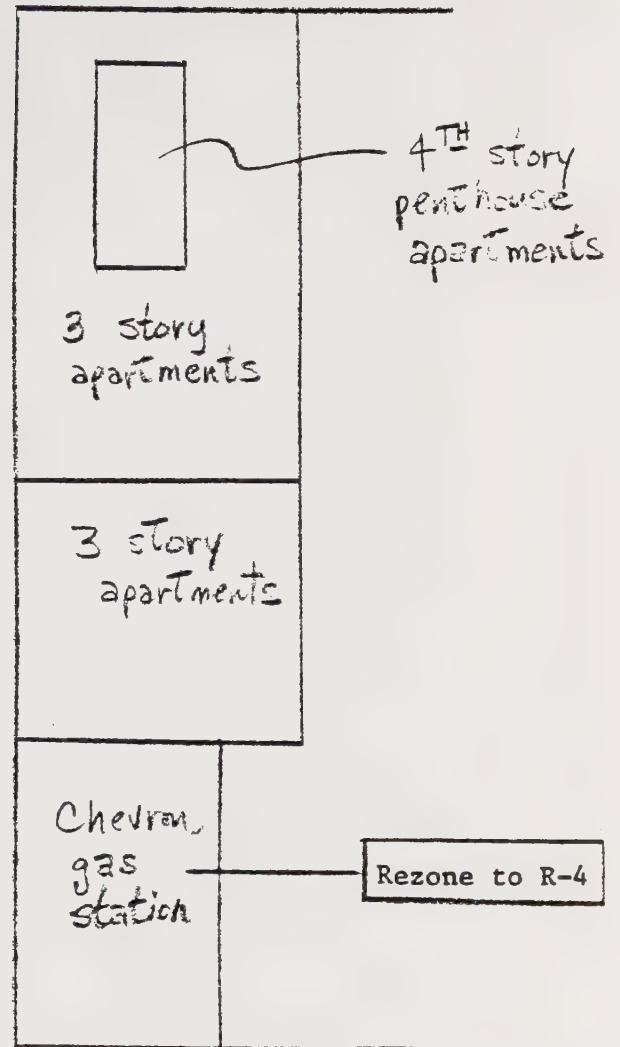 4TH story
penthouse
apartments
3 story
apartments
3 story
apartments
Chevron
gas
station
Rezone to R-4